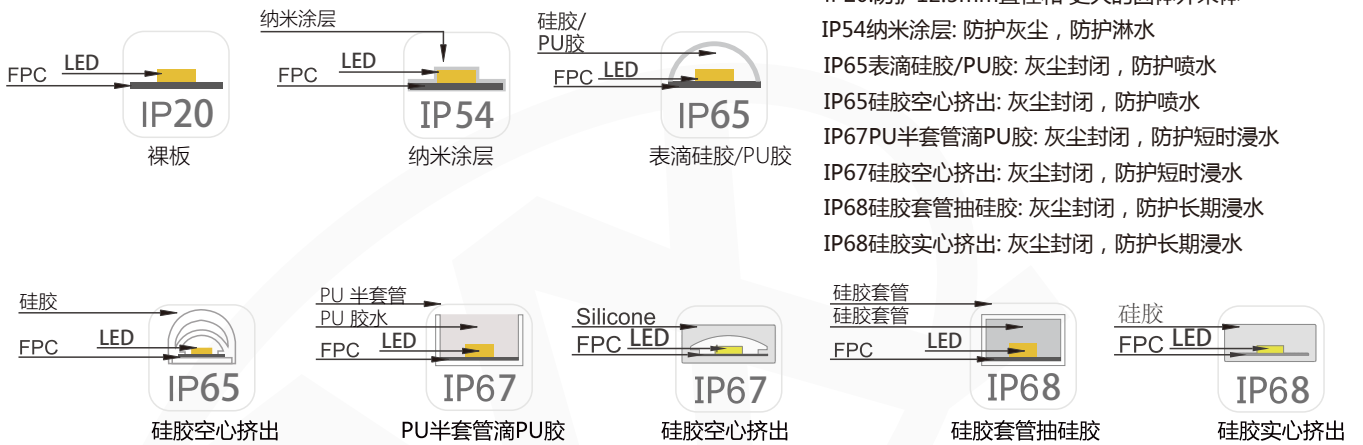 纳米涂层
硅胶/
PU胶
FPC
LED
IP20
裸板
FPC
LED
IP54
纳米涂层
FPC
LED
IP65
表滴硅胶/PU胶
IP54纳米涂层: 防护灰尘，防护淋水
IP65表滴硅胶/PU胶: 灰尘封闭，防护喷水
IP65硅胶空心挤出: 灰尘封闭，防护喷水
IP67PU半套管滴PU胶: 灰尘封闭，防护短时浸水
IP67硅胶空心挤出: 灰尘封闭，防护短时浸水
IP68硅胶套管抽硅胶: 灰尘封闭，防护长期浸水
IP68硅胶实心挤出: 灰尘封闭，防护长期浸水
硅胶
FPC
LED
IP65
硅胶空心挤出
PU 半套管
PU 胶水
FPC
LED
IP67
PU半套管滴PU胶
Silicone
FPC
LED
IP67
硅胶空心挤出
硅胶套管
硅胶套管
FPC
LED
IP68
硅胶套管抽硅胶
硅胶
FPC
LED
IP68
硅胶实心挤出